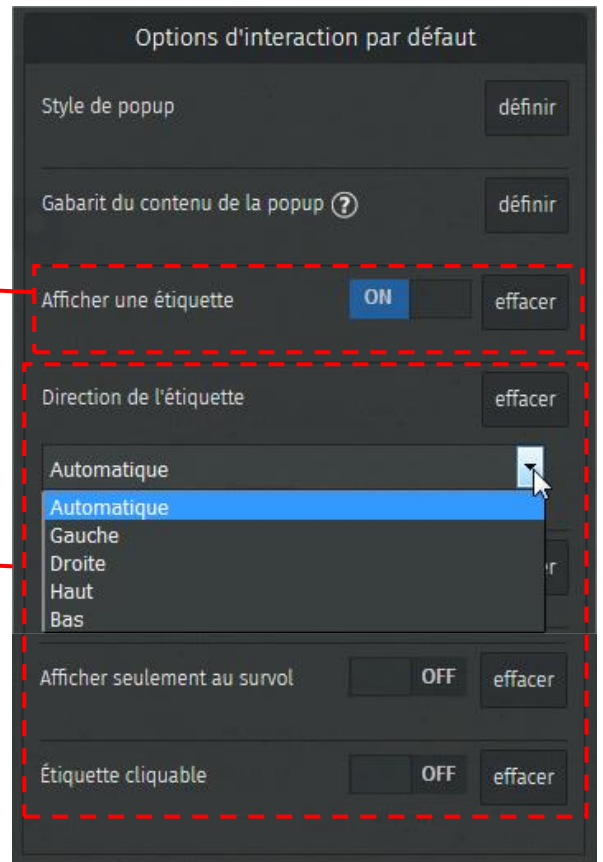 Options d'interaction par défaut
Style de popup définir
Gabarit du contenu de la popup ? définir
Afficher une étiquette ON effacer
Direction de l'étiquette effacer
Automatique
Automatique
Gauche
Droite
Haut
Bas
Afficher seulement au survol OFF effacer
Étiquette cliquable OFF effacer